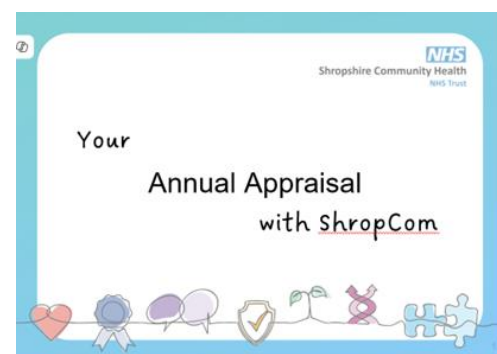 NHS
Shropshire Community Health
NHS Trust
Your
Annual Appraisal
with ShropCom